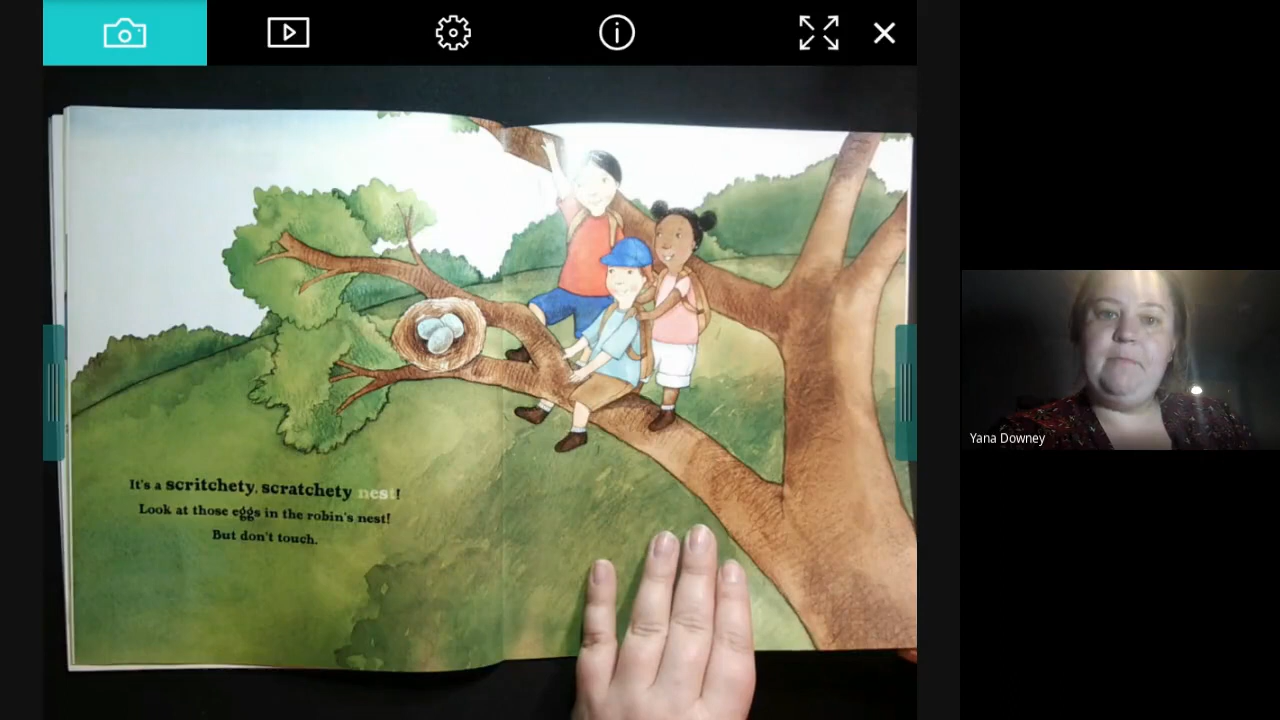 It's a scritchety, scratchety nest!
Look at those eggs in the robin's nest!
But don't touch.
Yana Downey